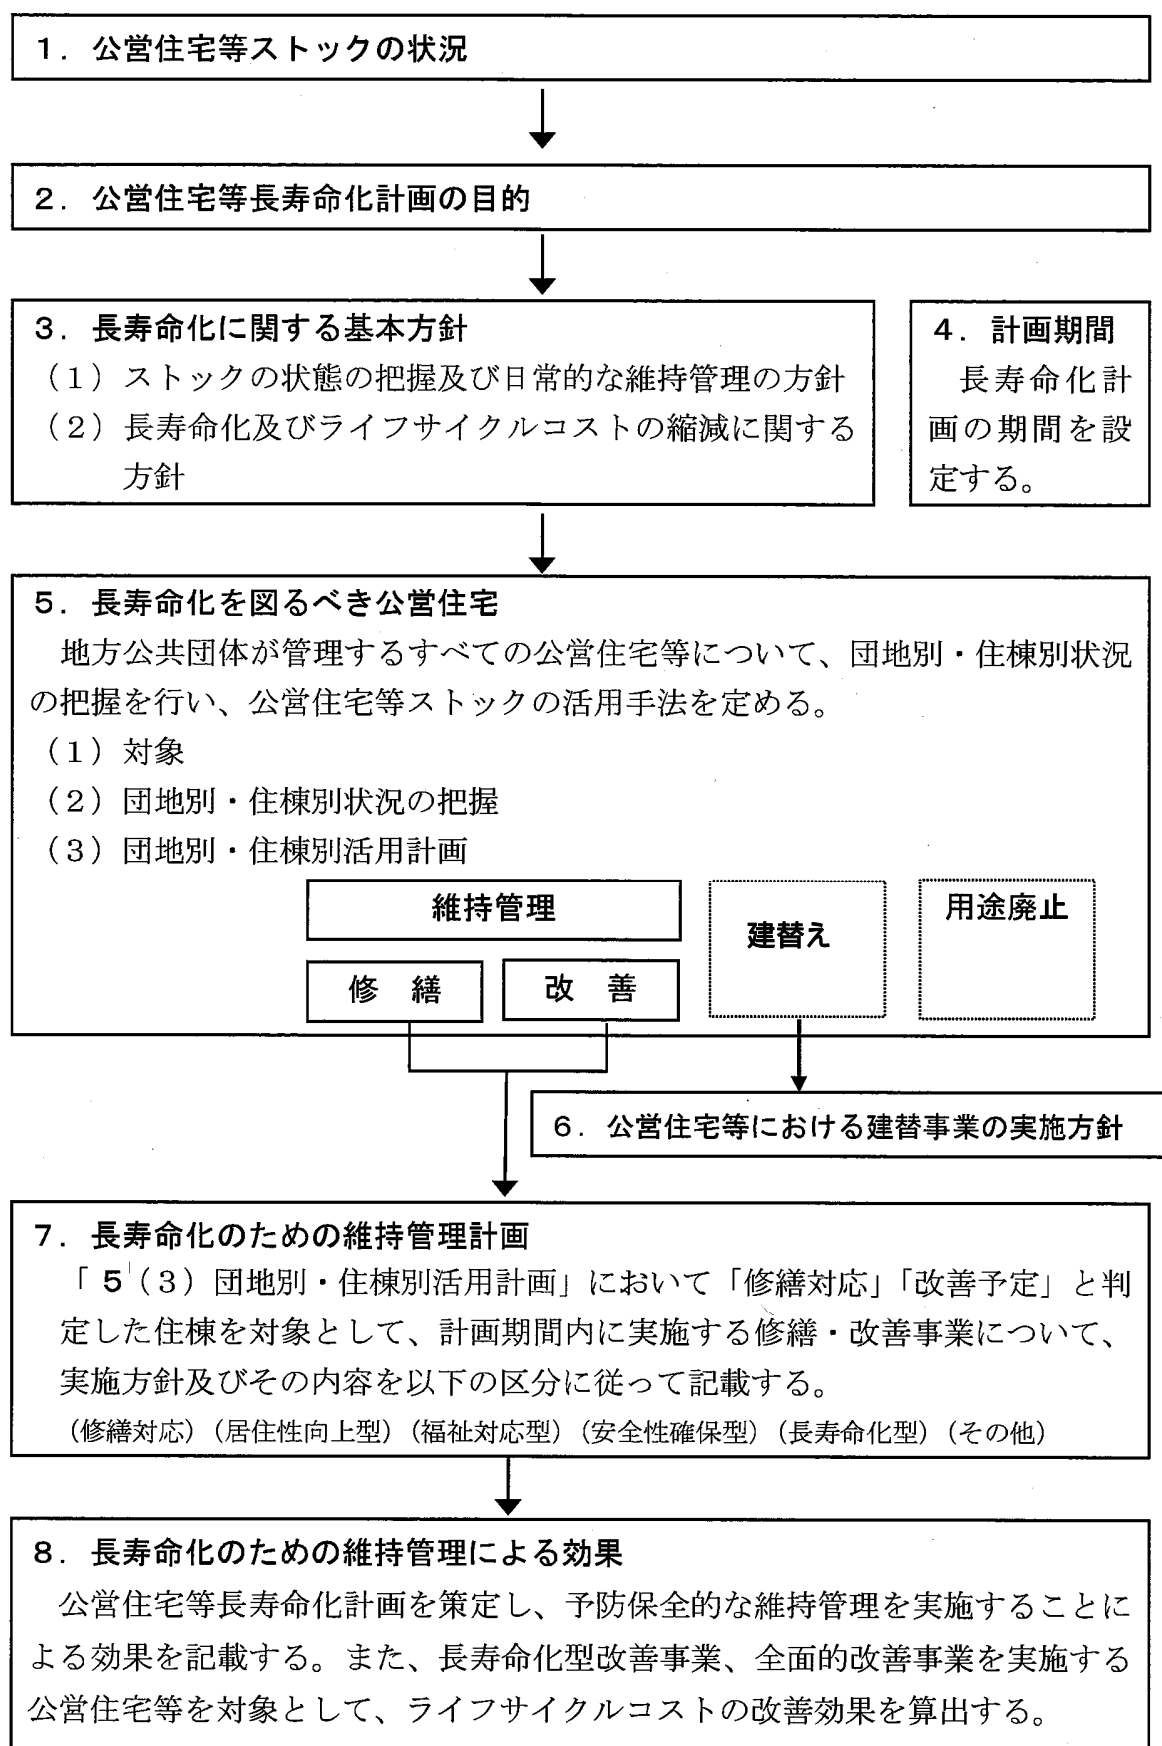 １．公営住宅等ストックの状況
２．公営住宅等長寿命化計画の目的
３．長寿命化に関する基本方針
（１）ストックの状態の把握及び日常的な維持管理の方針
（２）長寿命化及びライフサイクルコストの縮減に関する
方針
４．計画期間
長寿命化計
画の期間を設
定する。
５．長寿命化を図るべき公営住宅
地方公共団体が管理するすべての公営住宅等について、団地別・住棟別状況
の把握を行い、公営住宅等ストックの活用手法を定める。
（１）対象
（２）団地別・住棟別状況の把握
（３）団地別・住棟別活用計画
維持管理
修　繕
改　善
建替え
用途廃止
６．公営住宅等における建替事業の実施方針
７．長寿命化のための維持管理計画
「５（３）団地別・住棟別活用計画」において「修繕対応」「改善予定」と判
定した住棟を対象として、計画期間内に実施する修繕・改善事業について、
実施方針及びその内容を以下の区分に従って記載する。
（修繕対応）（居住性向上型）（福祉対応型）（安全性確保型）（長寿命化型）（その他）
８．長寿命化のための維持管理による効果
公営住宅等長寿命化計画を策定し、予防保全的な維持管理を実施することに
よる効果を記載する。また、長寿命化型改善事業、全面的改善事業を実施する
公営住宅等を対象として、ライフサイクルコストの改善効果を算出する。